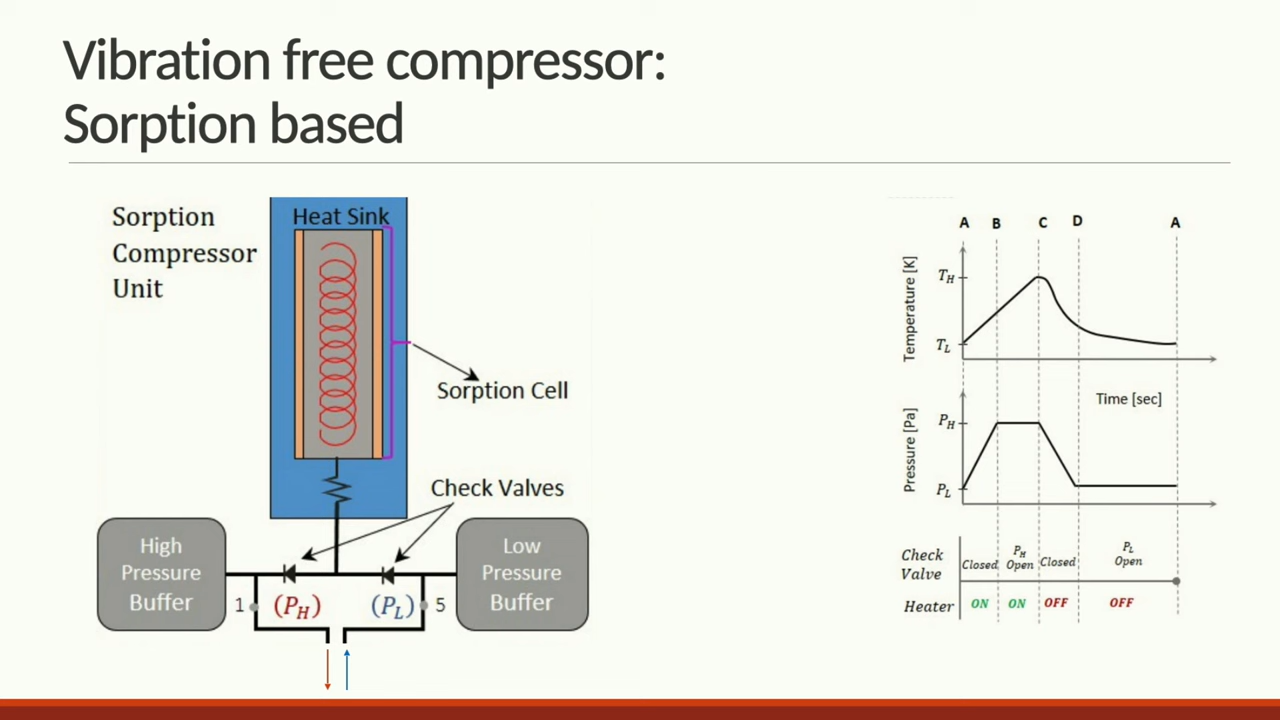 Vibration free compressor:
Sorption based
Sorption
Compressor
Unit
Heat Sink
Sorption Cell
Check Valves
High
Pressure
Buffer
1
(P_H)
(P_L)
5
Low
Pressure
Buffer
A B C D A
Temperature [K]
T_H
T_L
Time [sec]
Pressure [Pa]
P_H
P_L
Check
Valve
Closed
P_H
Open
Closed
P_L
Open
Heater
ON ON OFF OFF